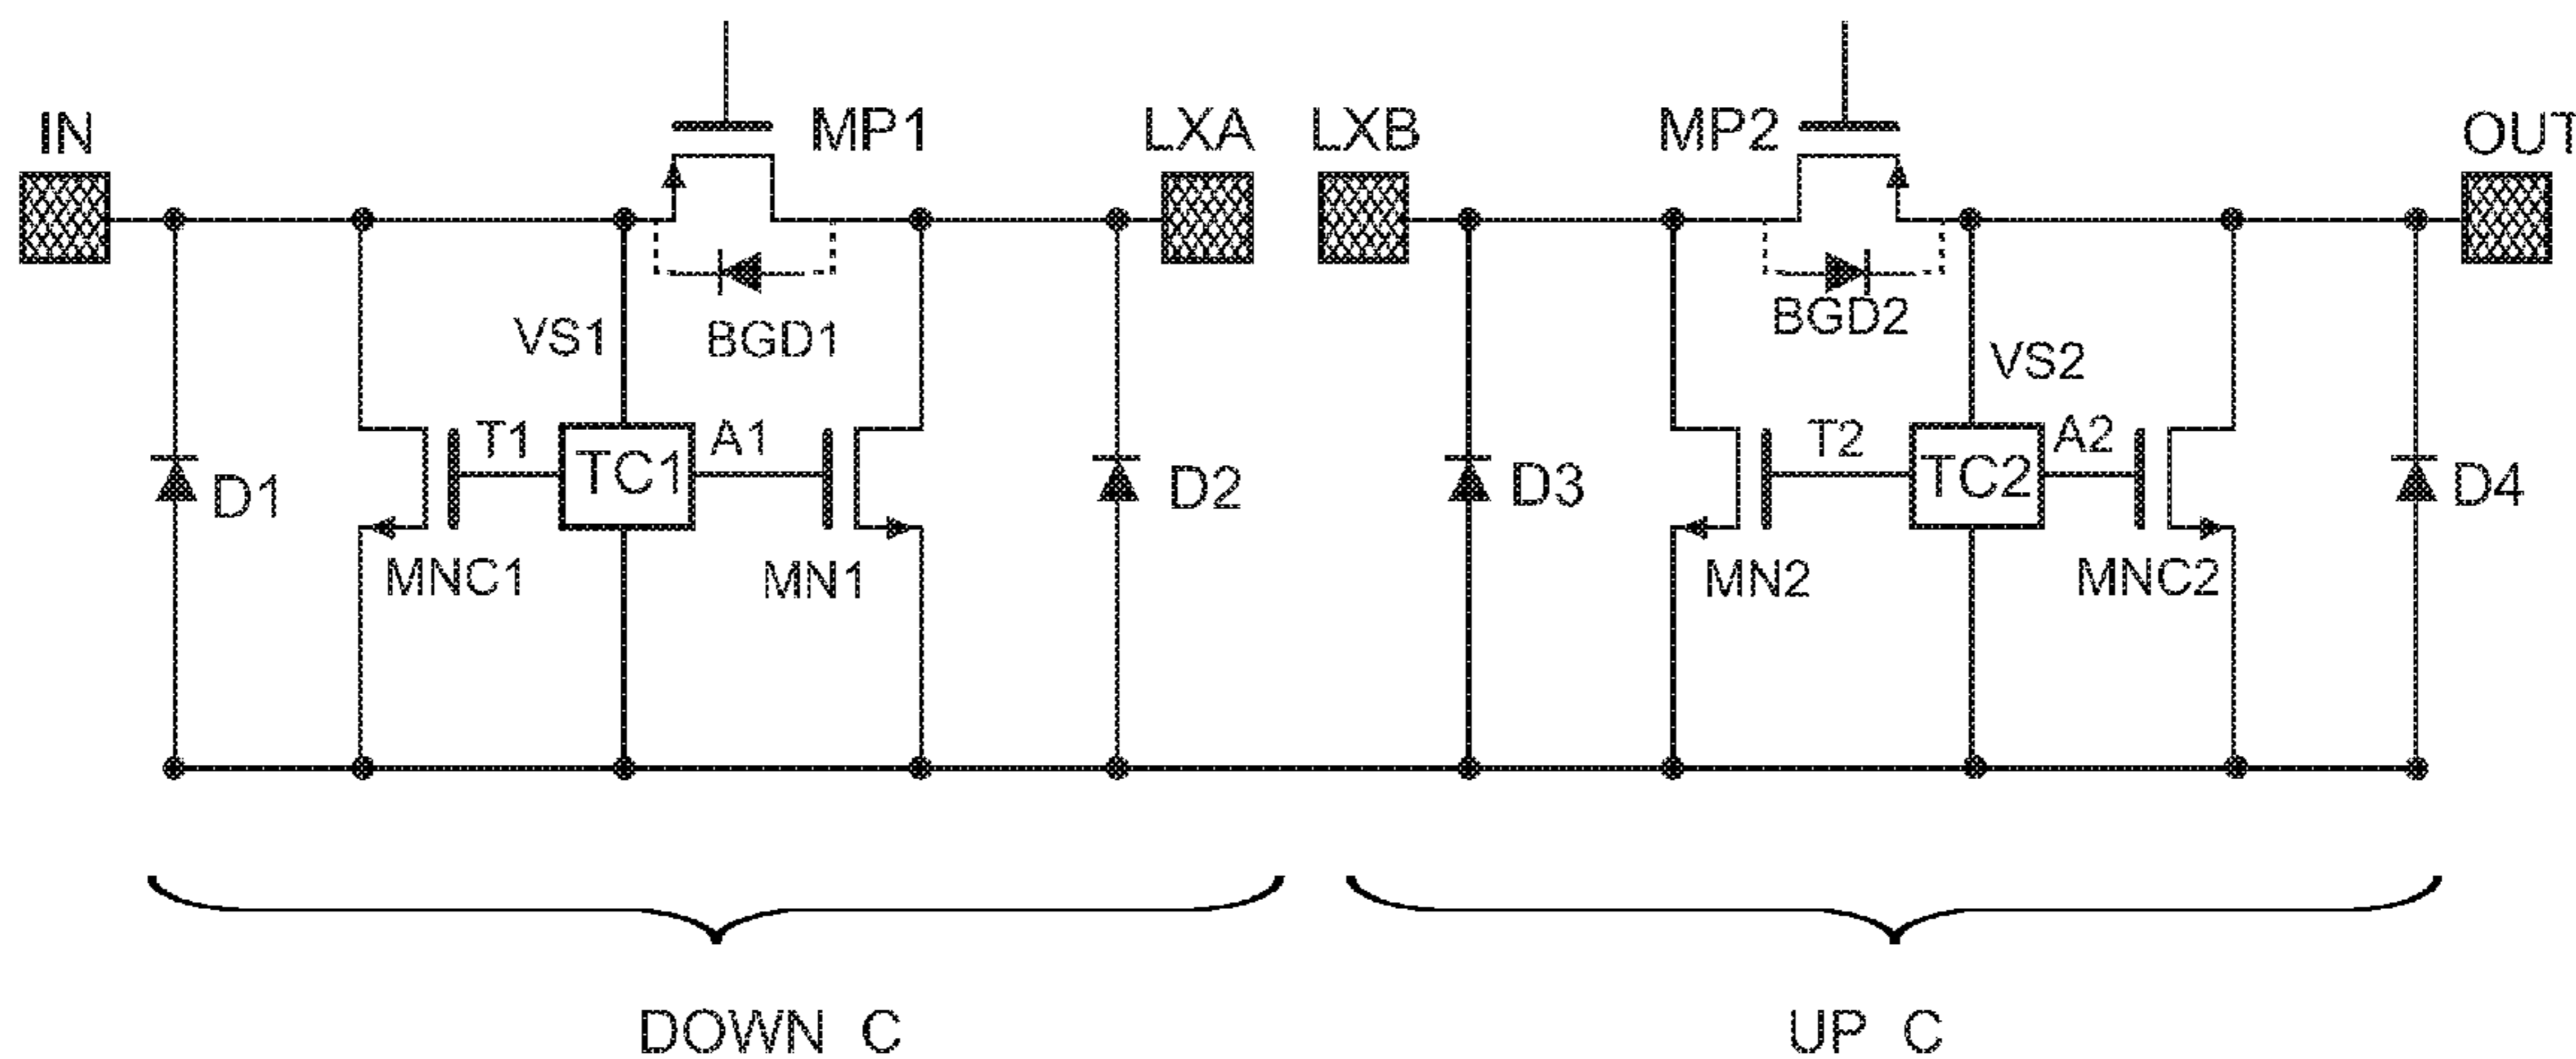 IN
MP1
LXA
LXB
MP2
OUT
VS1
BGD1
BGD2
VS2
T1
TC1
A1
T2
TC2
A2
D1
D2
D3
D4
MNC1
MN1
MN2
MNC2
DOWN C
UP C